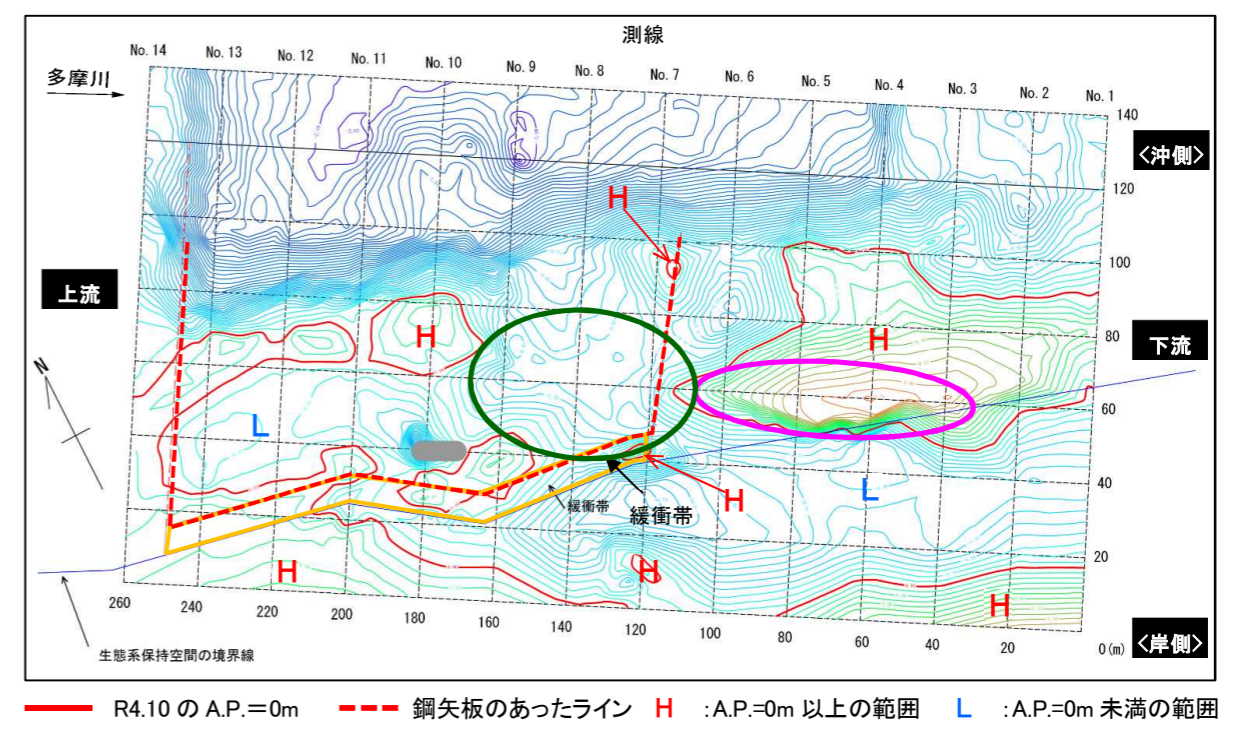 測線
No. 14 No. 13 No. 12 No. 11 No. 10 No. 9 No. 8 No. 7 No. 6 No. 5 No. 4 No. 3 No. 2 No. 1
多摩川
140
<沖側>
120
H
100
上流
H
H
80
下流
N
60
L
L
40
H
緩衝帯
緩衝帯
20
H
H
H
260 240 220 200 180 160 140 120 100 80 60 40 20 0(m)
<岸側>
生態系保持空間の境界線
R4.10 の A.P.=0m 鋼矢板のあったライン H :A.P.=0m 以上の範囲 L :A.P.=0m 未満の範囲